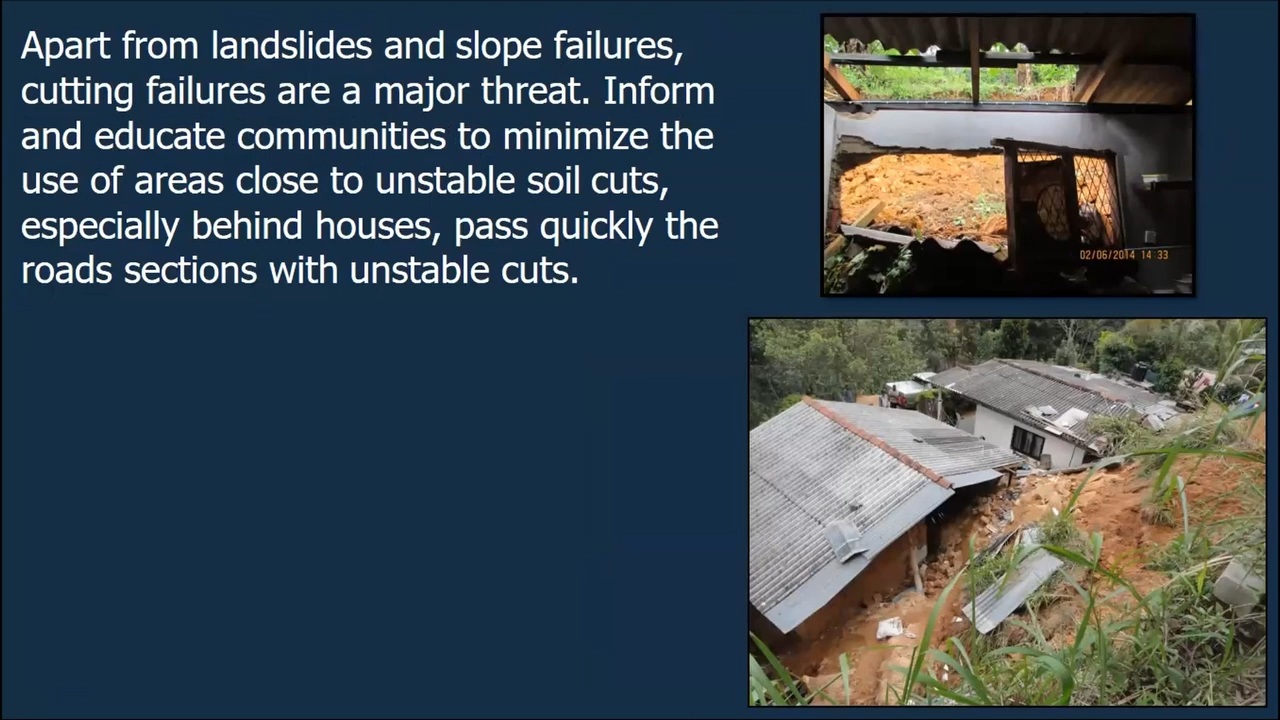 Apart from landslides and slope failures,
cutting failures are a major threat. Inform
and educate communities to minimize the
use of areas close to unstable soil cuts,
especially behind houses, pass quickly the
roads sections with unstable cuts.
02/06/2014 14:33